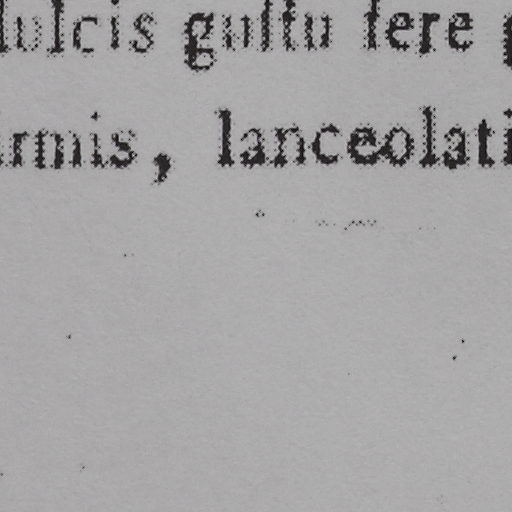 dulcis guſtu fere
rmis, lanceolati